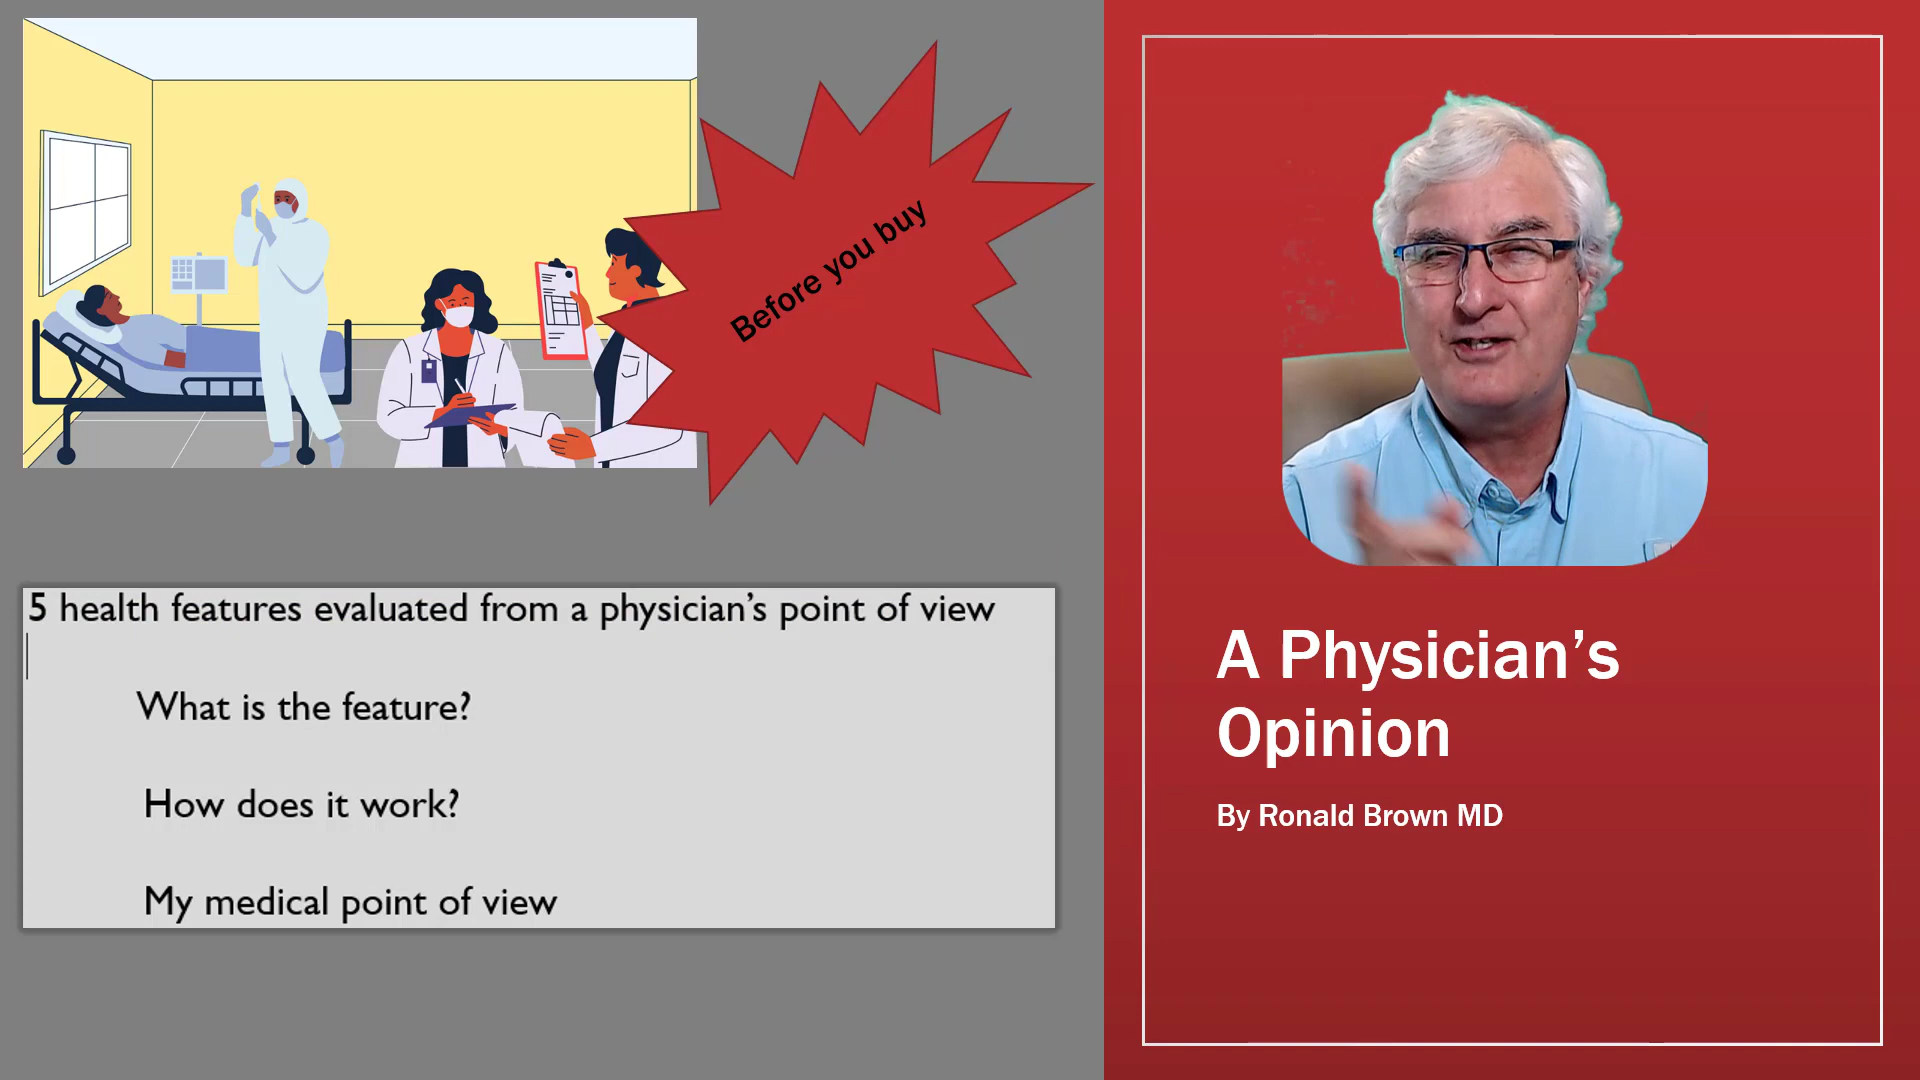 Before you buy
5 health features evaluated from a physician’s point of view
What is the feature?
How does it work?
My medical point of view
A Physician’s
Opinion
By Ronald Brown MD